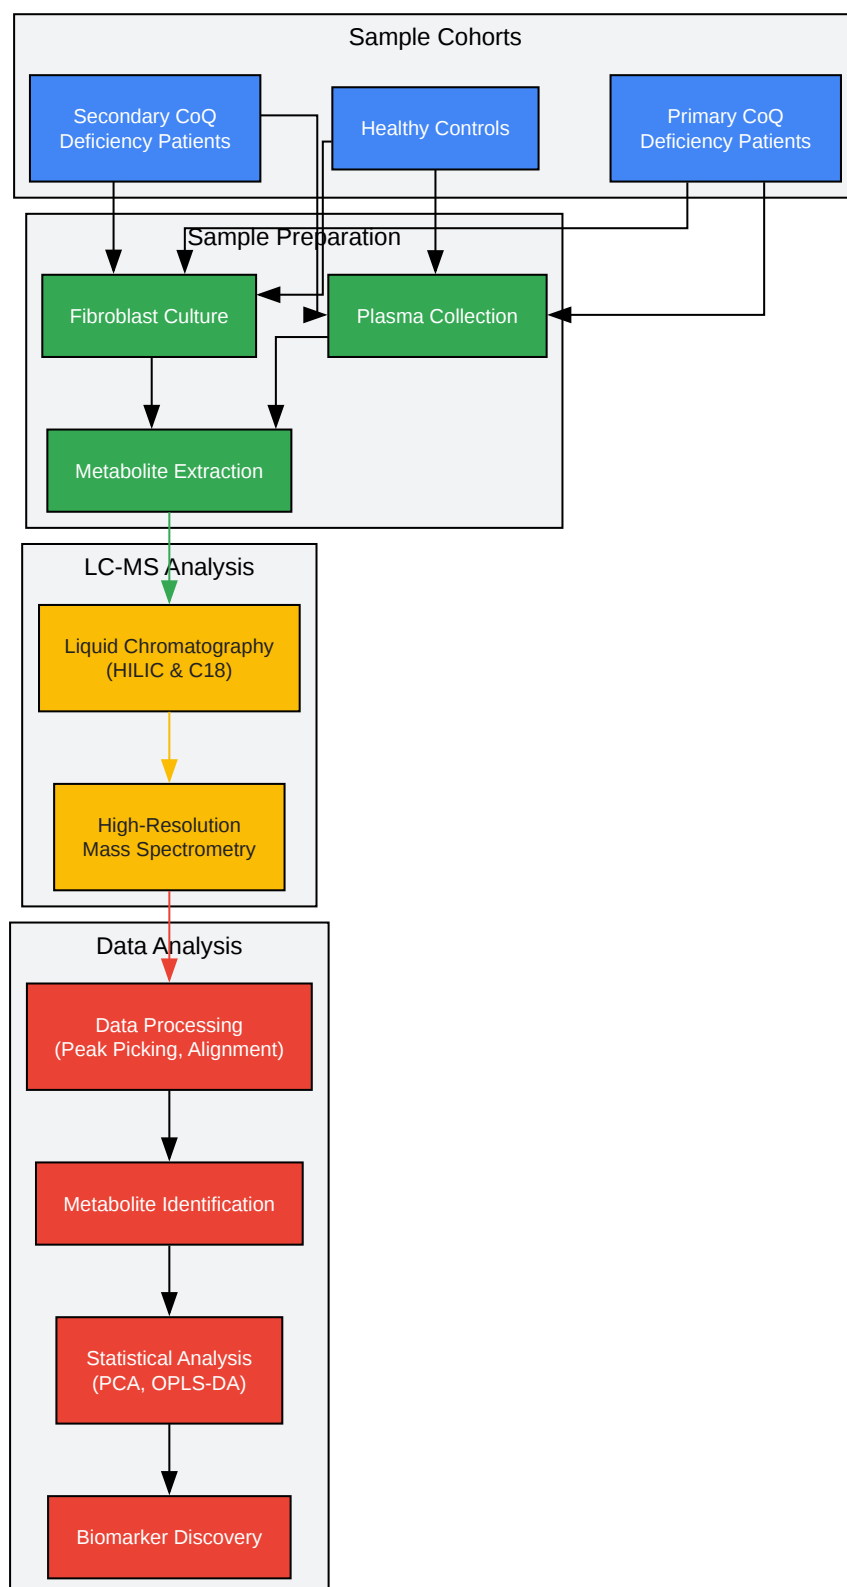 Sample Cohorts
Secondary CoQ
Deficiency Patients
Healthy Controls
Primary CoQ
Deficiency Patients
Sample Preparation
Fibroblast Culture
Plasma Collection
Metabolite Extraction
LC-MS Analysis
Liquid Chromatography
(HILIC & C18)
High-Resolution
Mass Spectrometry
Data Analysis
Data Processing
(Peak Picking, Alignment)
Metabolite Identification
Statistical Analysis
(PCA, OPLS-DA)
Biomarker Discovery